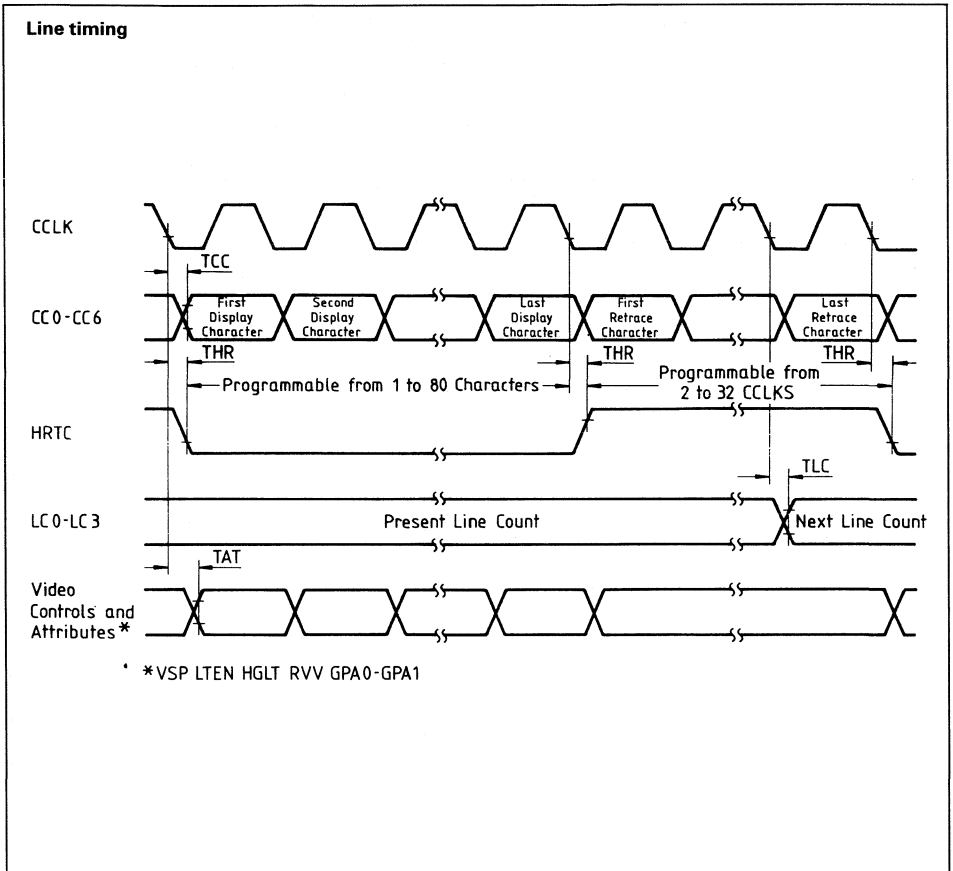 Line timing
CCLK
TCC
CC0-CC6
First
Display
Character
Second
Display
Character
Last
Display
Character
First
Retrace
Character
Last
Retrace
Character
THR
THR
THR
Programmable from 1 to 80 Characters
Programmable from
2 to 32 CCLKS
HRTC
TLC
LC0-LC3
Present Line Count
Next Line Count
TAT
Video
Controls and
Attributes*
*VSP LTEN HGLT RVV GPA0-GPA1